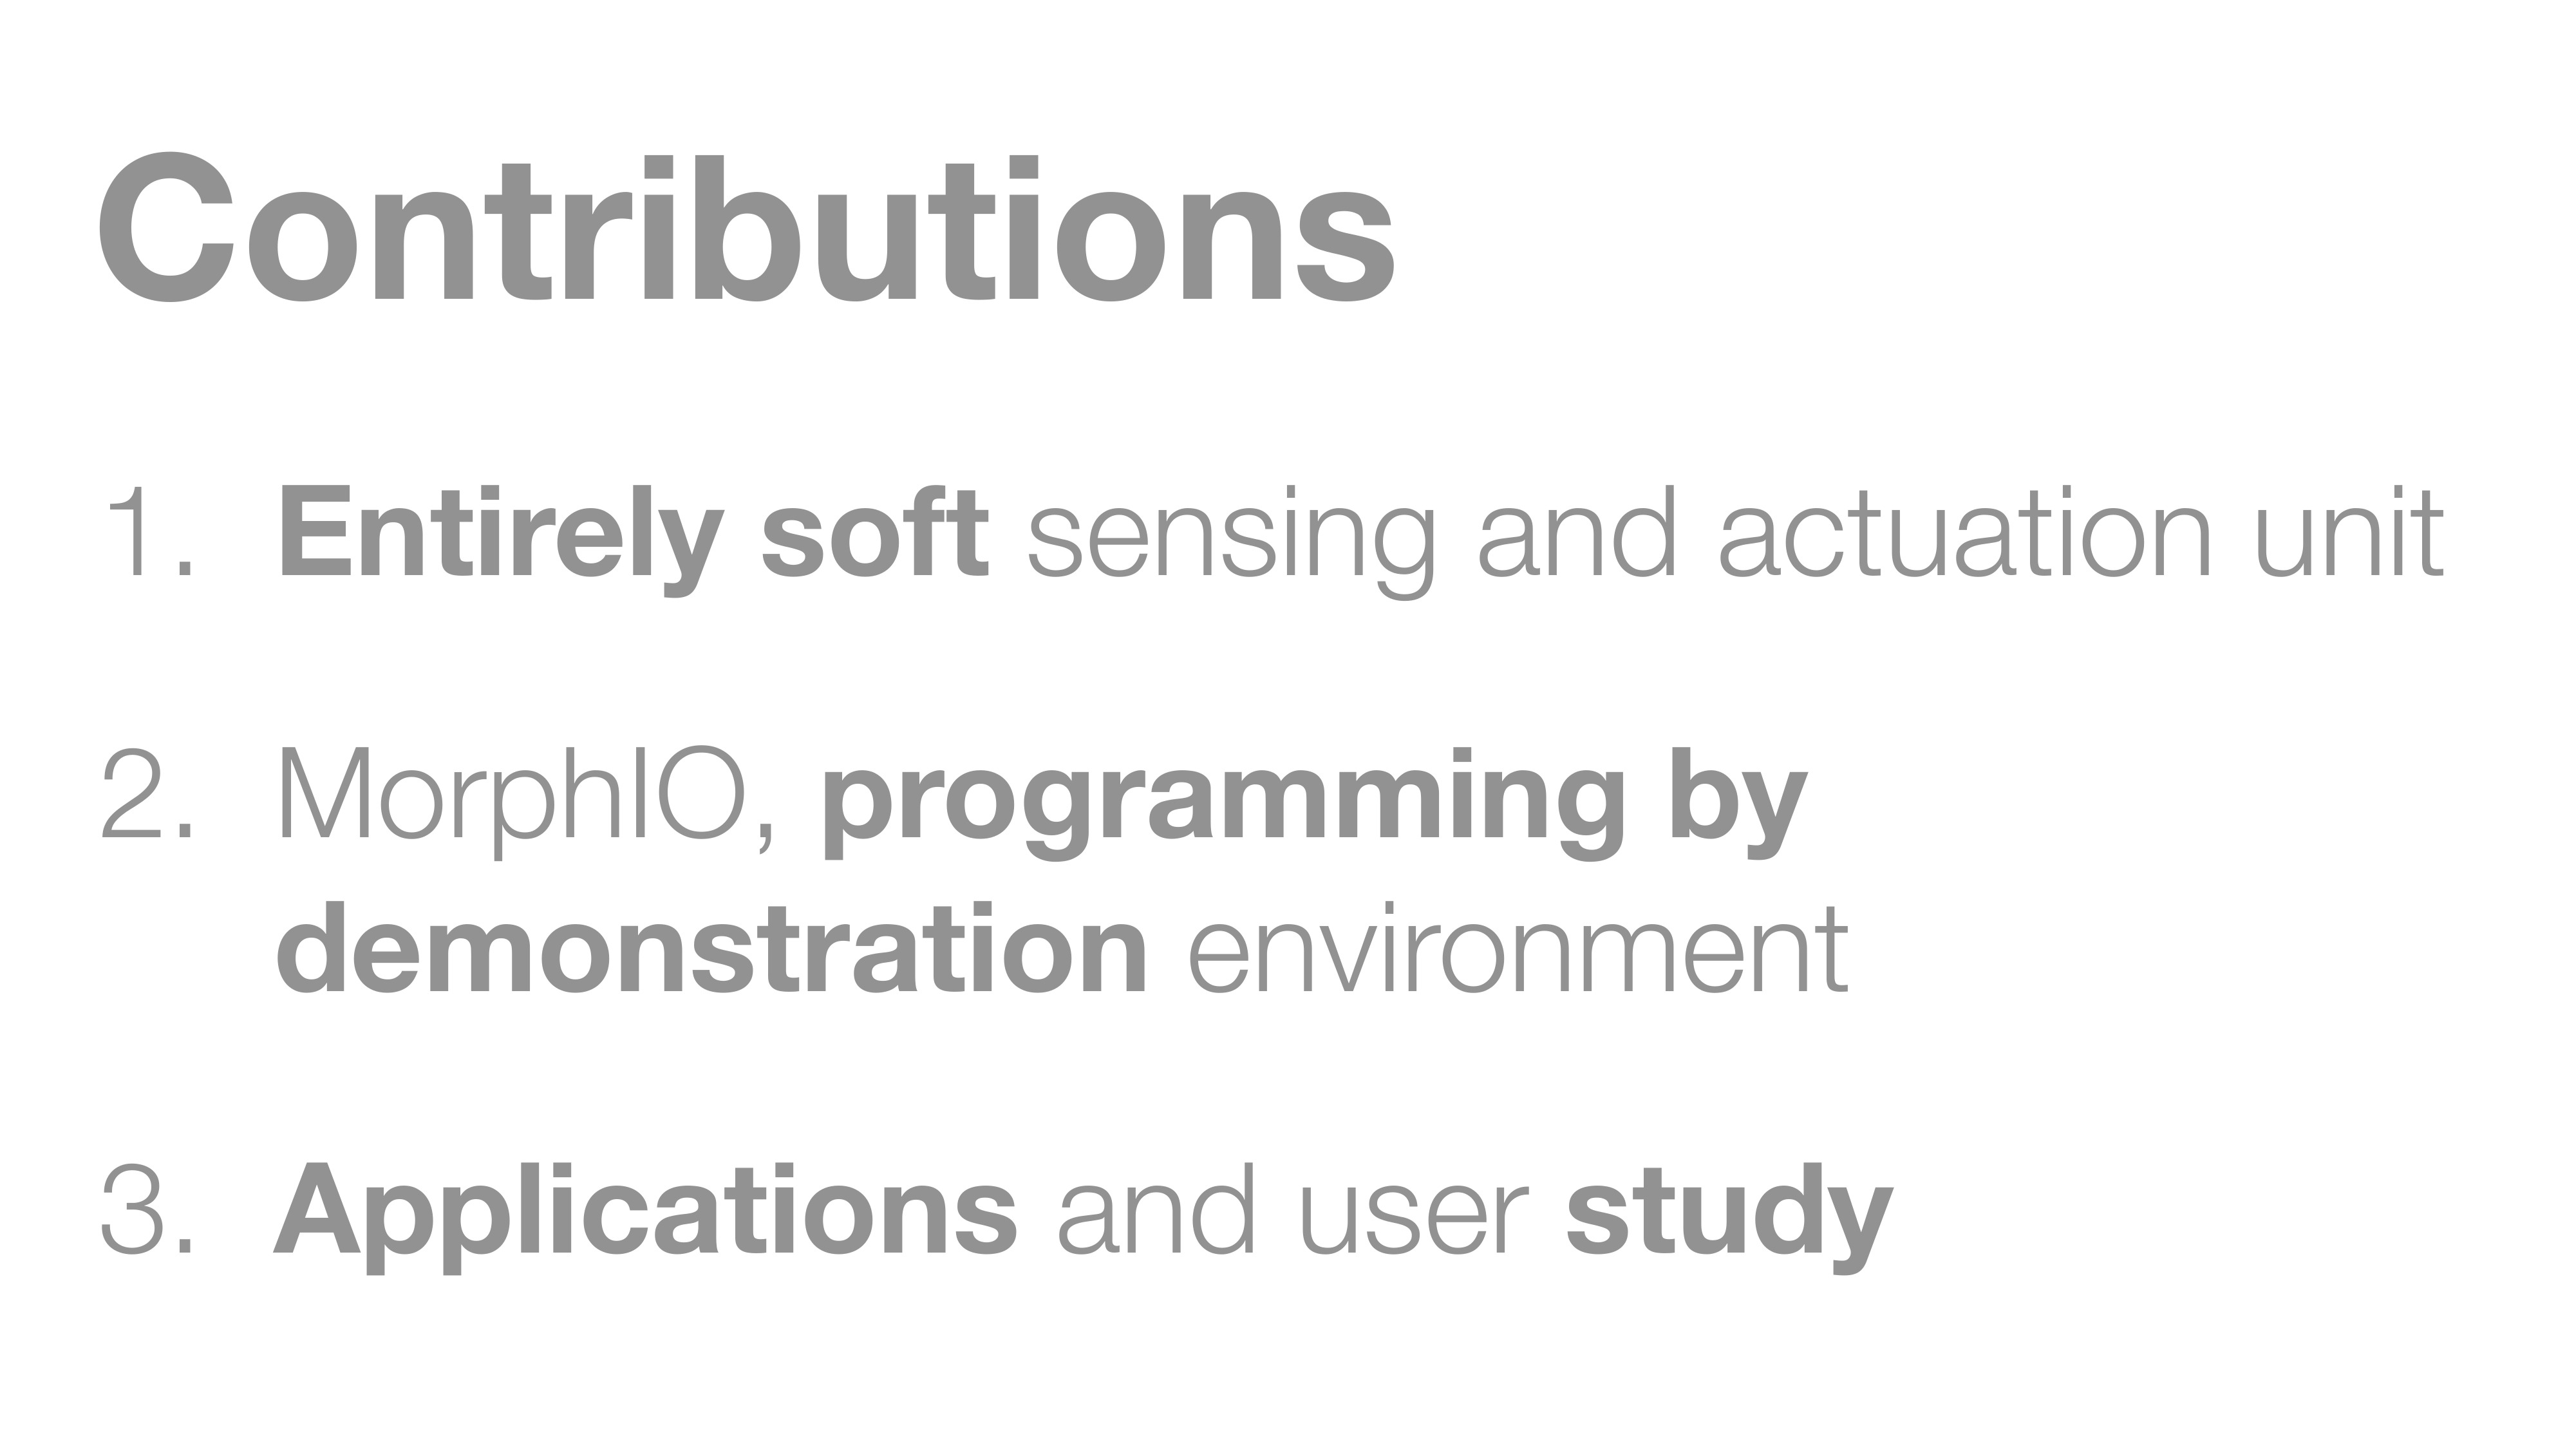 Contributions
1. Entirely soft sensing and actuation unit
2. MorphIO, programming by
demonstration environment
3. Applications and user study